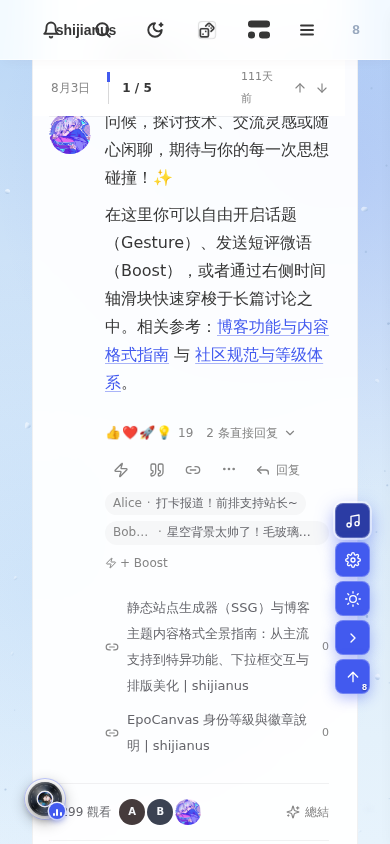 shijianus
8
8月3日
1 / 5
111天
前
问候，探讨技术、交流灵感或随
心闲聊，期待与你的每一次思想
碰撞！✨
在这里你可以自由开启话题
（Gesture）、发送短评微语
（Boost），或者通过右侧时间
轴滑块快速穿梭于长篇讨论之
中。相关参考：博客功能与内容
格式指南 与 社区规范与等级体
系。
👍❤️🚀💡 19 2 条直接回复
回复
Alice · 打卡报道！前排支持站长~
Bob… · 星空背景太帅了！毛玻璃…
+ Boost
静态站点生成器（SSG）与博客
主题内容格式全景指南：从主流
支持到特异功能、下拉框交互与
排版美化 | shijianus
0
EpoCanvas 身份等級與徽章說
明 | shijianus
0
8
299 觀看 A B 總結